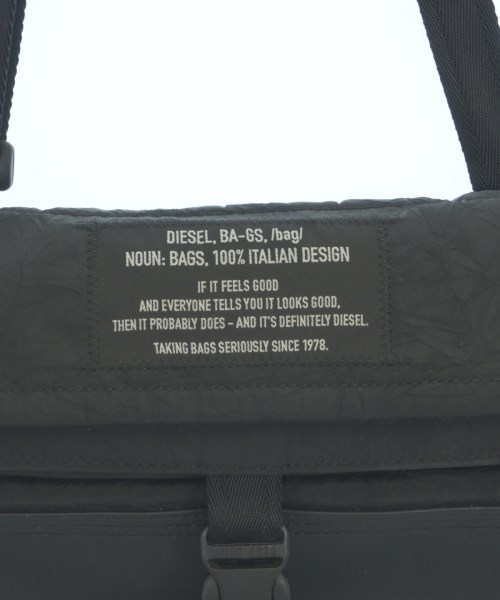 DIESEL, BA-GS, /bag/
NOUN: BAGS, 100% ITALIAN DESIGN
IF IT FEELS GOOD
AND EVERYONE TELLS YOU IT LOOKS GOOD,
THEN IT PROBABLY DOES – AND IT'S DEFINITELY DIESEL.
TAKING BAGS SERIOUSLY SINCE 1978.